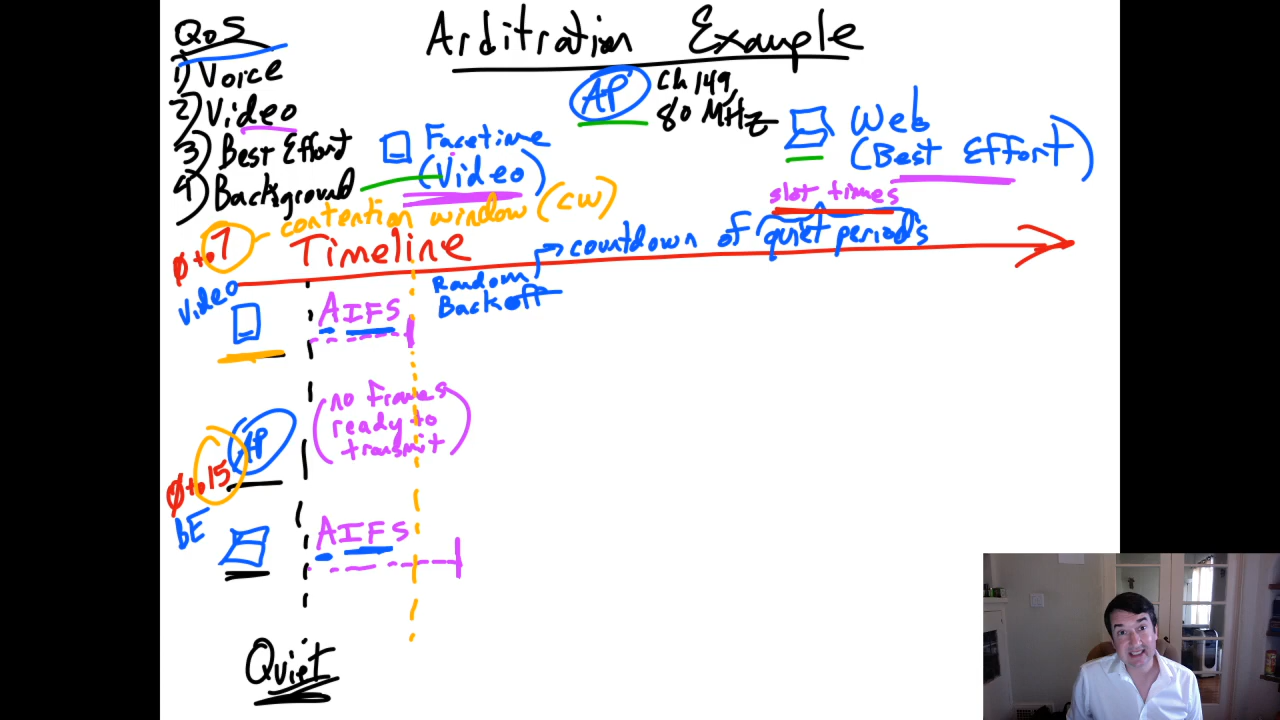 QoS
1) Voice
2) Video
3) Best Effort
4) Background
Arbitration Example
AP
Ch 149,
80 MHz
Facetime
(Video)
Web
(Best Effort)
contention window (CW)
slot times
Ø to 7
Timeline
countdown of quiet periods
Random
Backoff
Video
AIFS
(no frames
ready to
transmit)
AP
Ø to 15
BE
AIFS
Quiet